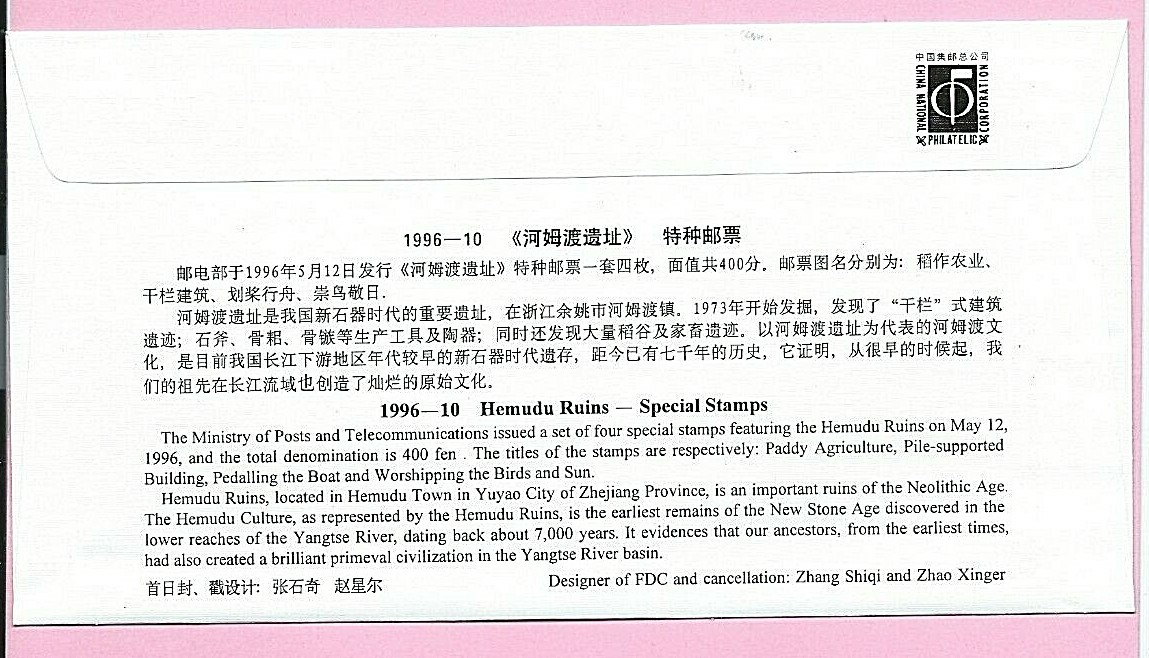 中国集邮总公司
CHINA NATIONAL
PHILATELIC
CORPORATION
1996—10 《河姆渡遗址》 特种邮票
邮电部于1996年5月12日发行《河姆渡遗址》特种邮票一套四枚，面值共400分。邮票图名分别为：稻作农业、
干栏建筑、划桨行舟、崇鸟敬日.
河姆渡遗址是我国新石器时代的重要遗址，在浙江余姚市河姆渡镇。1973年开始发掘，发现了“干栏”式建筑
遗迹；石斧、骨耜、骨镞等生产工具及陶器；同时还发现大量稻谷及家畜遗迹。以河姆渡遗址为代表的河姆渡文
化，是目前我国长江下游地区年代较早的新石器时代遗存，距今已有七千年的历史，它证明，从很早的时候起，我
们的祖先在长江流域也创造了灿烂的原始文化。
1996—10 Hemudu Ruins — Special Stamps
The Ministry of Posts and Telecommunications issued a set of four special stamps featuring the Hemudu Ruins on May 12,
1996, and the total denomination is 400 fen . The titles of the stamps are respectively: Paddy Agriculture, Pile-supported
Building, Pedalling the Boat and Worshipping the Birds and Sun.
Hemudu Ruins, located in Hemudu Town in Yuyao City of Zhejiang Province, is an important ruins of the Neolithic Age.
The Hemudu Culture, as represented by the Hemudu Ruins, is the earliest remains of the New Stone Age discovered in the
lower reaches of the Yangtse River, dating back about 7,000 years. It evidences that our ancestors, from the earliest times,
had also created a brilliant primeval civilization in the Yangtse River basin.
首日封、戳设计：张石奇 赵星尔
Designer of FDC and cancellation: Zhang Shiqi and Zhao Xinger